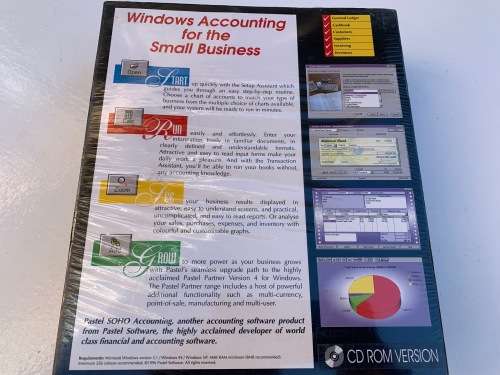 Windows Accounting
for the
Small Business
General Ledger
Cashbook
Customers
Suppliers
Invoicing
Inventory
Open
START up quickly with the Setup Assistant which
guides you through an easy step-by-step routine.
Choose a chart of accounts to match your type of
business from the multiple choice of charts available,
and your system will be ready to run in minutes.
RUN easily and effortlessly. Enter your
information freely in familiar documents, in
clearly defined and understandable formats.
Attractive and easy to read input forms make your
daily work a pleasure. And with the Transaction
Assistant, you'll be able to run your books without
any accounting knowledge.
Zoom
SEE your business results displayed in
attractive, easy to understand screens, and practical,
uncomplicated, and easy to read reports. Or analyse
your sales, purchases, expenses, and inventory with
colourful and customisable graphs.
GROW to more power as your business grows
with Pastel's seamless upgrade path to the highly
acclaimed Pastel Partner Version 4 for Windows.
The Pastel Partner range includes a host of powerful
additional functionality such as multi-currency,
point-of-sale, manufacturing and multi-user.
Pastel SOHO Accounting, another accounting software product
from Pastel Software, the highly acclaimed developer of world
class financial and accounting software.
CD ROM VERSION